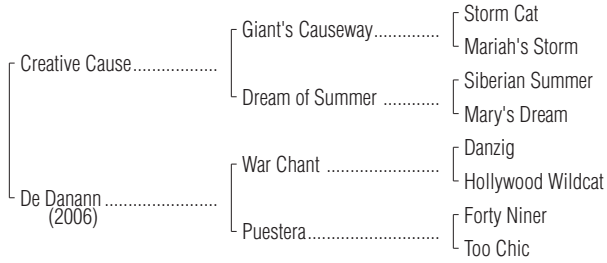 Storm Cat
Giant's Causeway..............
Mariah's Storm
Creative Cause..................
Siberian Summer
Dream of Summer ............
Mary's Dream
Danzig
War Chant ........................
Hollywood Wildcat
De Danann ........................
(2006)
Forty Niner
Puestera............................
Too Chic